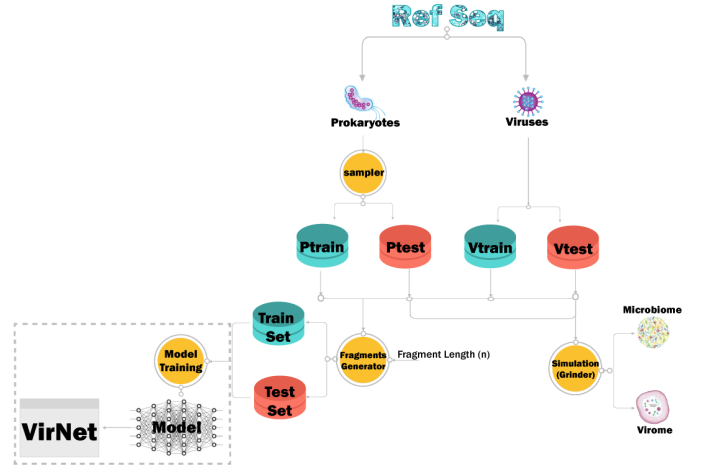 Ref Seq
Prokaryotes
Viruses
sampler
Ptrain
Ptest
Vtrain
Vtest
Microbiome
Train
Set
Model
Training
Fragments
Generator
Fragment Length (n)
Simulation
(Grinder)
Test
Set
VirNet
Model
Virome